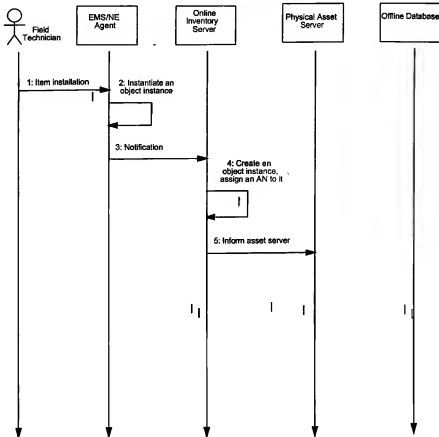 Field
Technician
EMS/NE
Agent
Online
Inventory
Server
Physical Asset
Server
Offline Database
1: Item installation
2: Instantiate an
object instance
3: Notification
4: Create en
object instance,
assign an AN to it
5: Inform asset server